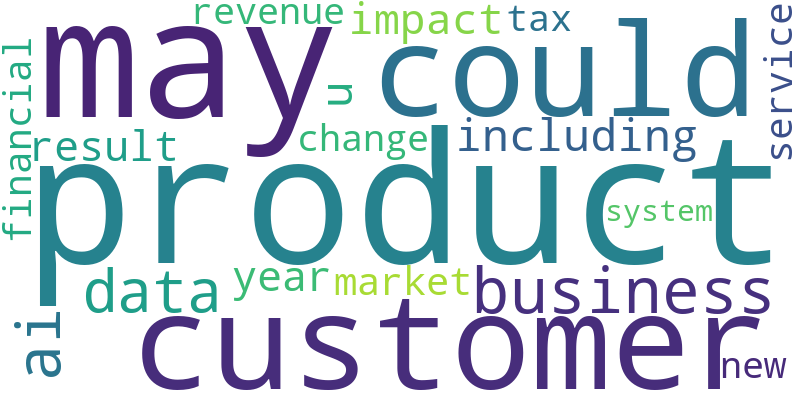 revenue
impact
tax
service
may
could
u
financial
result
change
including
product
system
data
year
market
business
ai
customer
new